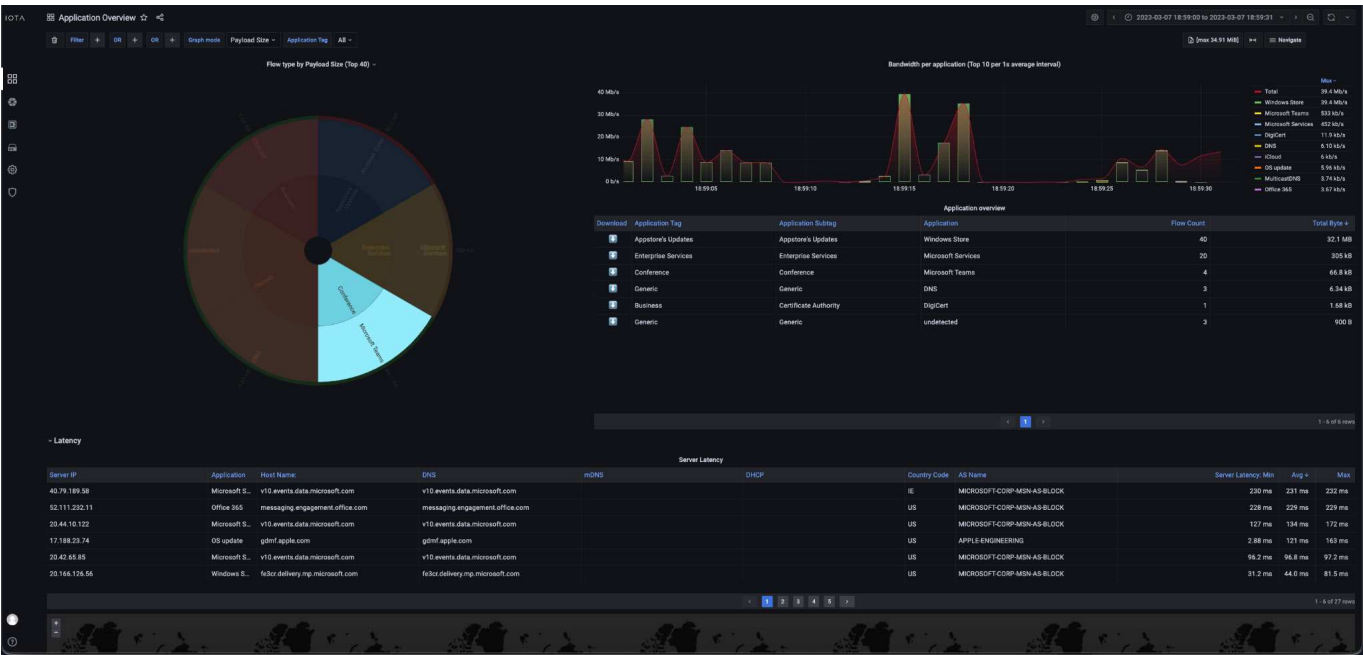 IOTA
Application Overview
2023-03-07 18:59:00 to 2023-03-07 18:59:31
Filter + OR + OR + Graph mode Payload Size Application Tag All
[max 34.91 MiB] Navigate
Flow type by Payload Size (Top 40)
Enterprise Services
Microsoft Services
Conference
Microsoft Teams
Bandwidth per application (Top 10 per 1s average interval)
40 Mb/s
30 Mb/s
20 Mb/s
10 Mb/s
0 b/s
18:59:05 18:59:10 18:59:15 18:59:20 18:59:25 18:59:30
Max
Total 39.4 Mb/s
Windows Store 39.4 Mb/s
Microsoft Teams 533 kb/s
Microsoft Services 452 kb/s
DigiCert 11.9 kb/s
DNS 6.10 kb/s
iCloud 6 kb/s
OS update 5.96 kb/s
MulticastDNS 3.74 kb/s
Office 365 3.67 kb/s
Application overview
Download Application Tag Application Subtag Application Flow Count Total Byte
Appstore's Updates Appstore's Updates Windows Store 40 32.1 MB
Enterprise Services Enterprise Services Microsoft Services 20 305 kB
Conference Conference Microsoft Teams 4 66.8 kB
Generic Generic DNS 3 6.34 kB
Business Certificate Authority DigiCert 1 1.68 kB
Generic Generic undetected 3 900 B
1
1 - 6 of 6 rows
Latency
Server Latency
Server IP Application Host Name: DNS mDNS DHCP Country Code AS Name Server Latency: Min Avg Max
40.79.189.58 Microsoft S... v10.events.data.microsoft.com v10.events.data.microsoft.com IE MICROSOFT-CORP-MSN-AS-BLOCK 230 ms 231 ms 232 ms
52.111.232.11 Office 365 messaging.engagement.office.com messaging.engagement.office.com US MICROSOFT-CORP-MSN-AS-BLOCK 228 ms 229 ms 229 ms
20.44.10.122 Microsoft S... v10.events.data.microsoft.com v10.events.data.microsoft.com US MICROSOFT-CORP-MSN-AS-BLOCK 127 ms 134 ms 172 ms
17.188.23.74 OS update gdmf.apple.com gdmf.apple.com US APPLE-ENGINEERING 2.88 ms 121 ms 163 ms
20.42.65.85 Microsoft S... v10.events.data.microsoft.com v10.events.data.microsoft.com US MICROSOFT-CORP-MSN-AS-BLOCK 96.2 ms 96.8 ms 97.2 ms
20.166.126.56 Windows S... fe3cr.delivery.mp.microsoft.com fe3cr.delivery.mp.microsoft.com US MICROSOFT-CORP-MSN-AS-BLOCK 31.2 ms 44.0 ms 81.5 ms
1 2 3 4 5
1 - 6 of 27 rows
+
-